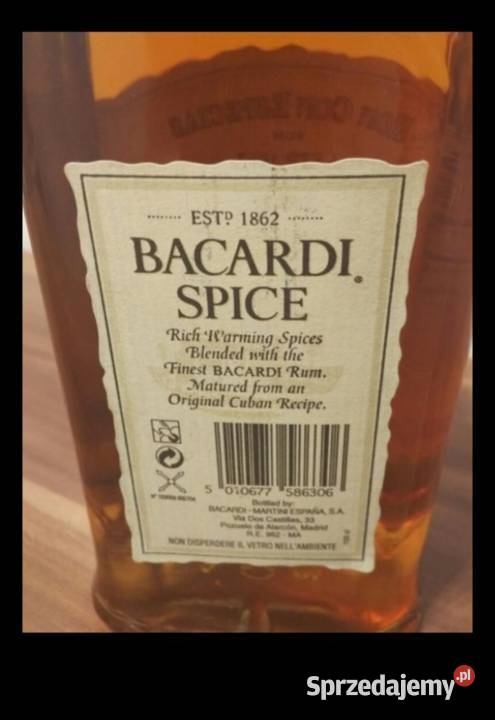 ESTD 1862
BACARDI
SPICE
Rich Warming Spices
Blended with the
Finest BACARDI Rum.
Matured from an
Original Cuban Recipe.
5 010677 586306
Bottled by:
BACARDI - MARTINI ESPAÑA, S.A.
Via Dos Castillas, 33
Pozuelo de Alarcón, Madrid
R.E. 962 - MA
NON DISPERDERE IL VETRO NELL'AMBIENTE
Sprzedajemy.pl